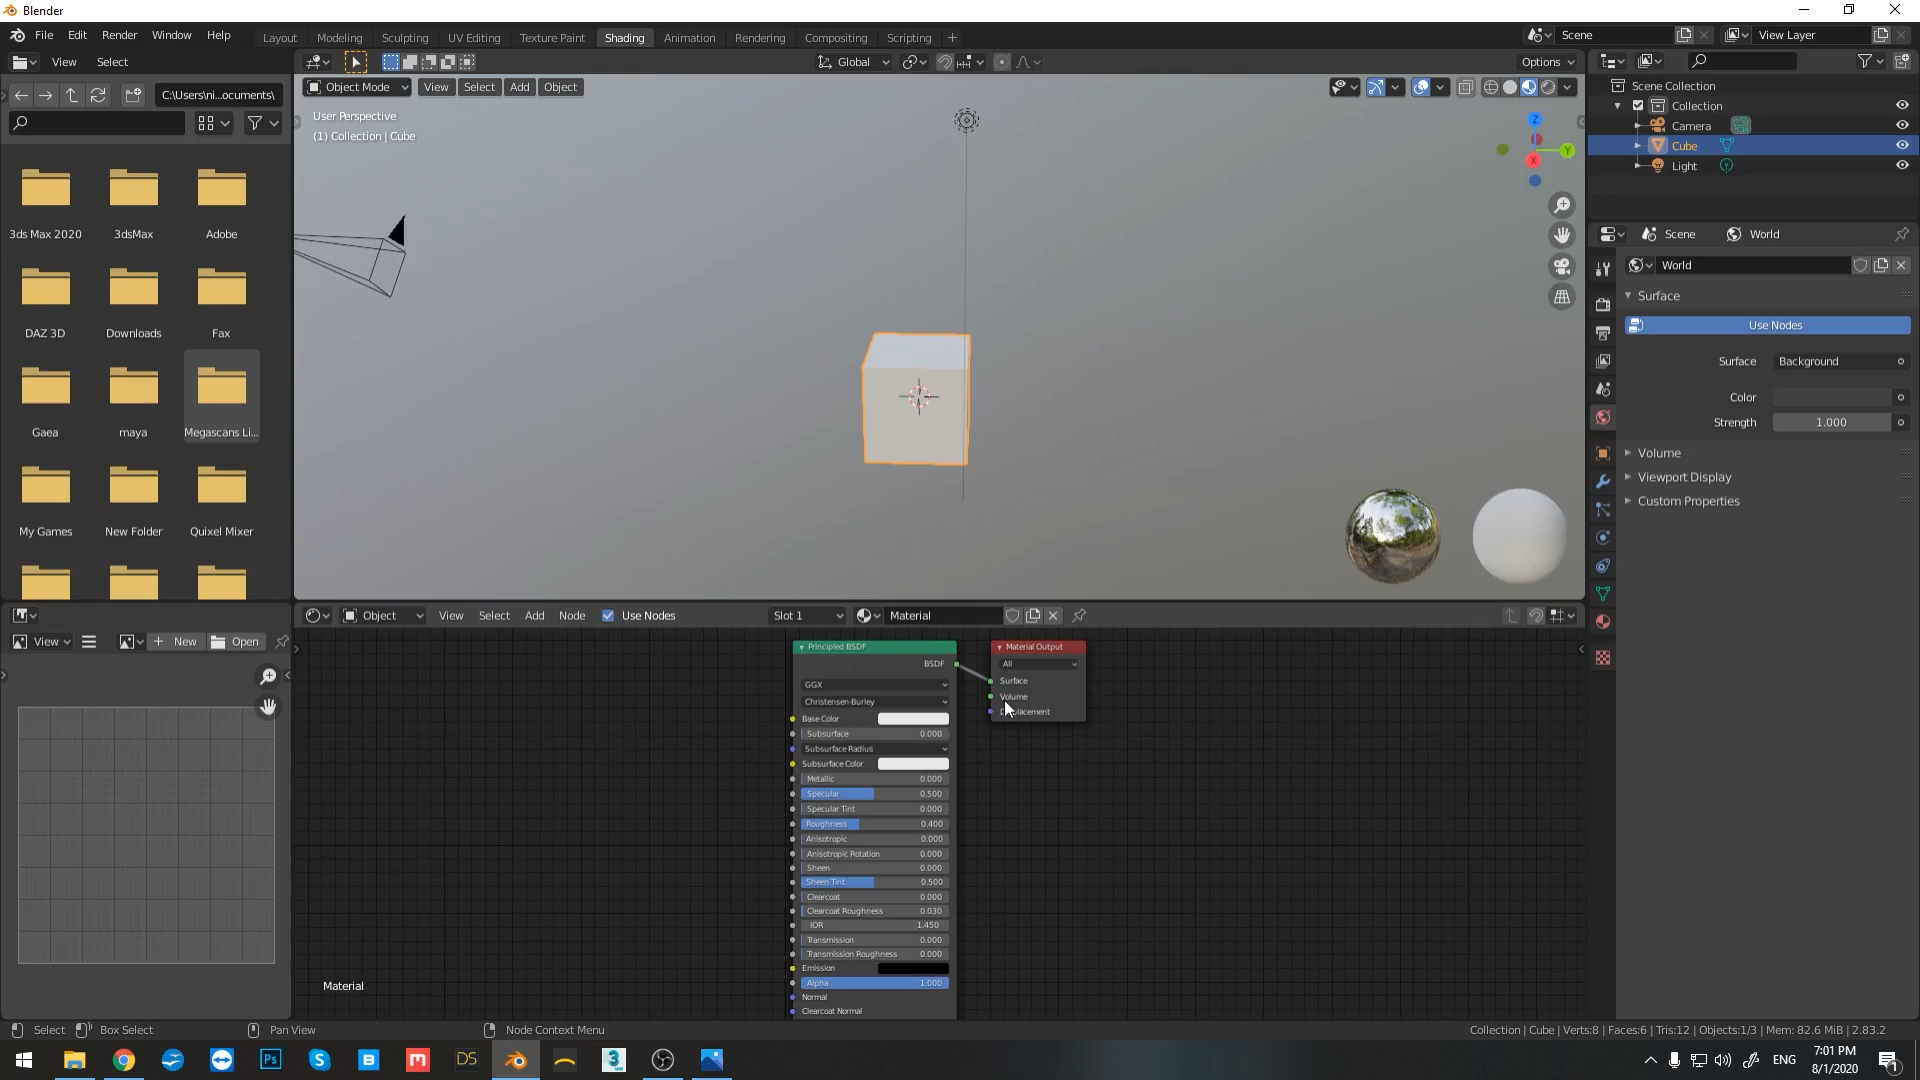 Blender
File Edit Render Window Help
Layout Modeling Sculpting UV Editing Texture Paint Shading Animation Rendering Compositing Scripting +
Scene View Layer
View Select
Global Options
C:\Users\ni...ocuments\
Object Mode View Select Add Object
User Perspective
(1) Collection | Cube
Z
Y
X
Scene Collection
Collection
Camera
Cube
Light
3ds Max 2020 3dsMax Adobe
DAZ 3D Downloads Fax
Gaea maya Megascans Li...
My Games New Folder Quixel Mixer
Scene World
World
Surface
Use Nodes
Surface Background
Color
Strength 1.000
Volume
Viewport Display
Custom Properties
View + New Open
Object View Select Add Node Use Nodes Slot 1 Material
Principled BSDF
BSDF
GGX
Christensen-Burley
Base Color
Subsurface 0.000
Subsurface Radius
Subsurface Color
Metallic 0.000
Specular 0.500
Specular Tint 0.000
Roughness 0.400
Anisotropic 0.000
Anisotropic Rotation 0.000
Sheen 0.000
Sheen Tint 0.500
Clearcoat 0.000
Clearcoat Roughness 0.030
IOR 1.450
Transmission 0.000
Transmission Roughness 0.000
Emission
Alpha 1.000
Normal
Clearcoat Normal
Material Output
All
Surface
Volume
Material
Select Box Select Pan View Node Context Menu
Collection | Cube | Verts:8 | Faces:6 | Tris:12 | Objects:1/3 | Mem: 82.6 MiB | 2.83.2
Ps S B M DS 3
ENG
7:01 PM
8/1/2020
1